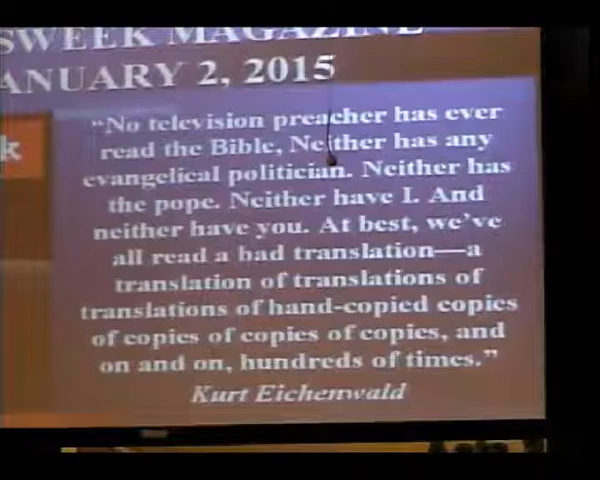 SWEEK MAGAZINE
ANUARY 2, 2015
k
"No television preacher has ever
read the Bible, Neither has any
evangelical politician. Neither has
the pope. Neither have I. And
neither have you. At best, we've
all read a bad translation—a
translation of translations of
translations of hand-copied copies
of copies of copies of copies, and
on and on, hundreds of times."
Kurt Eichenwald